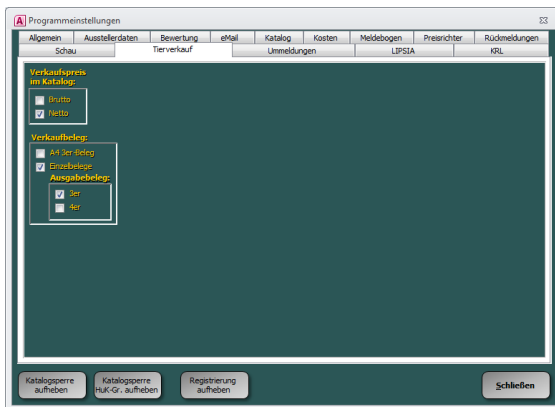 Programmeinstellungen
Allgemein Ausstellerdaten Bewertung eMail Katalog Kosten Meldebogen Preisrichter Rückmeldungen
Schau Tierverkauf Ummeldungen LIPSIA KRL
Verkaufspreis
im Katalog:
Brutto
Netto
Verkaufbeleg:
A4 3er-Beleg
Einzelbelege
Ausgabebeleg:
3er
4er
Katalogsperre
aufheben
Katalogsperre
HuK-Gr. aufheben
Registrierung
aufheben
Schließen